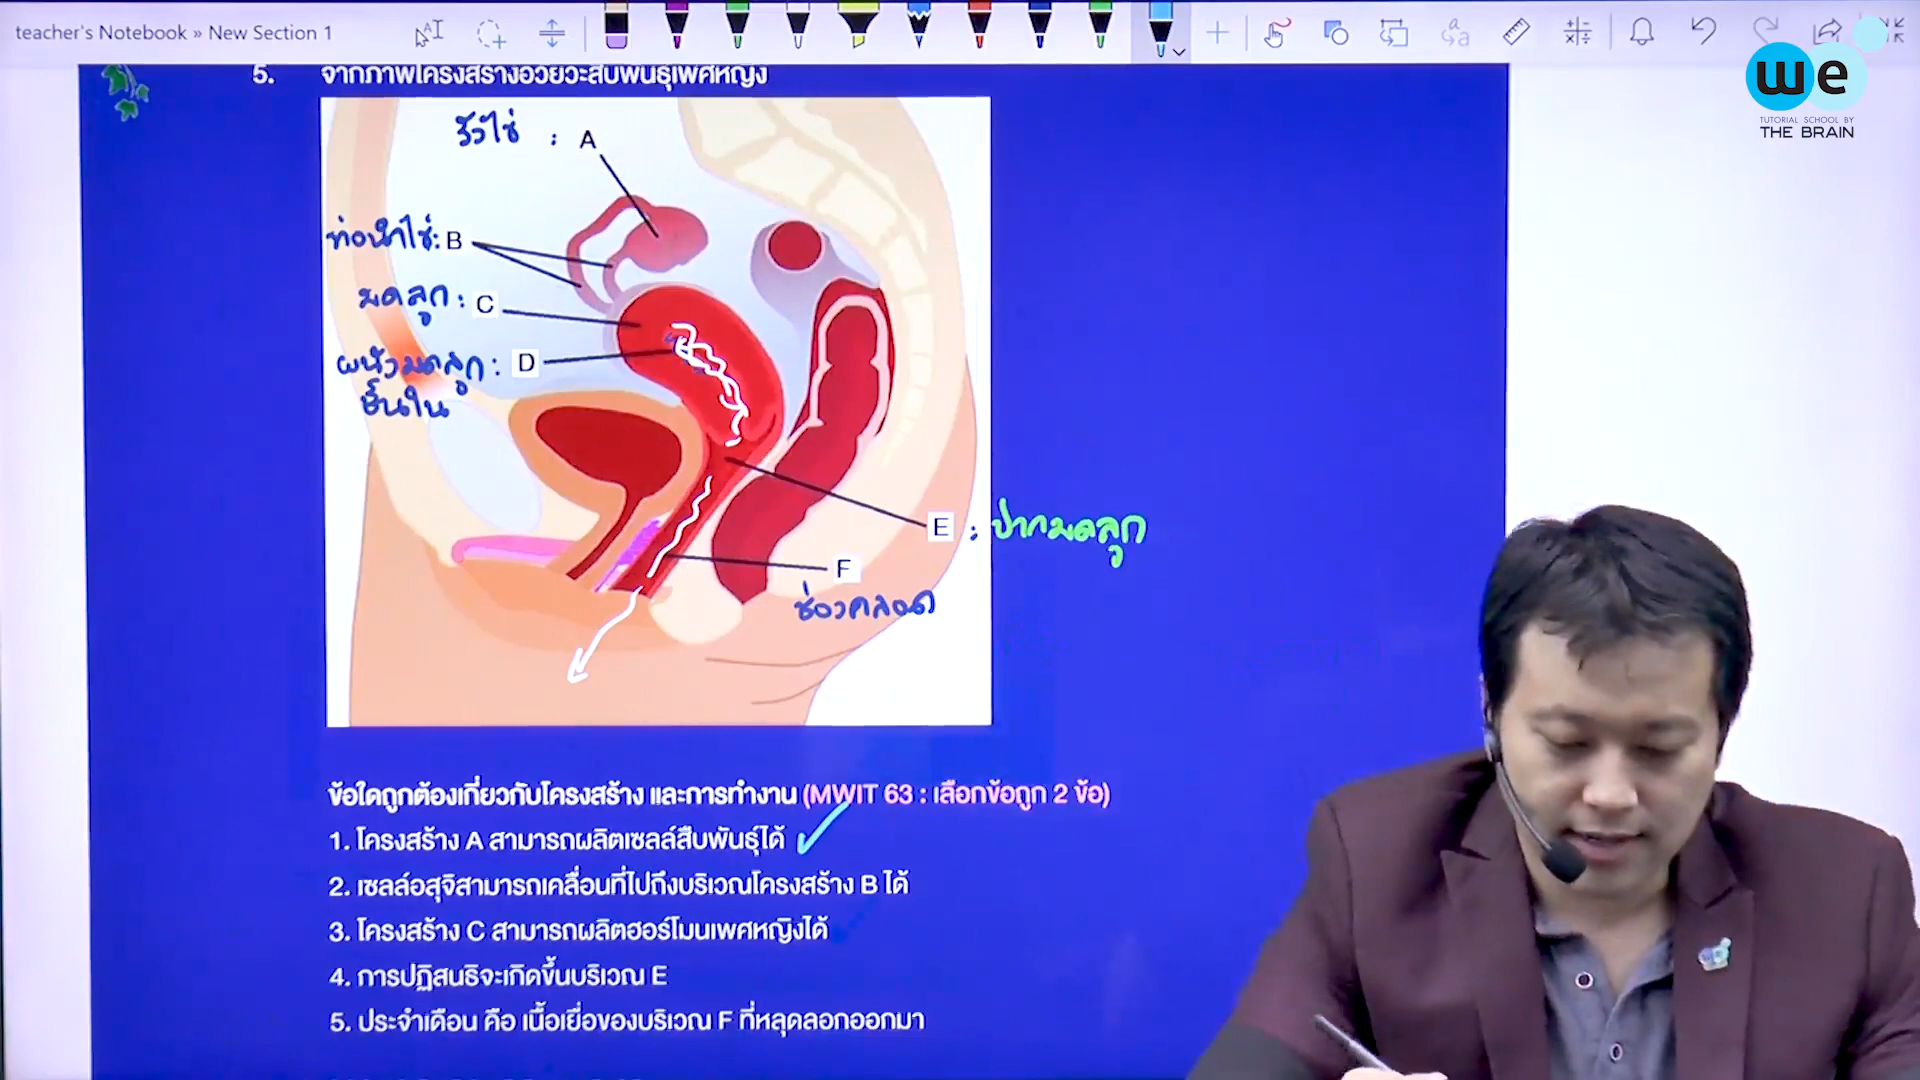 teacher's Notebook » New Section 1
we
TUTORIAL SCHOOL BY
THE BRAIN
5. จากภาพโครงสร้างอวัยวะสืบพันธุ์เพศหญิง
รังไข่ : A
ท่อนำไข่: B
มดลูก : C
ผนังมดลูก : D
ชั้นใน
E : ปากมดลูก
F
ช่องคลอด
ข้อใดถูกต้องเกี่ยวกับโครงสร้าง และการทำงาน (MWIT 63 : เลือกข้อถูก 2 ข้อ)
1. โครงสร้าง A สามารถผลิตเซลล์สืบพันธุ์ได้
2. เซลล์อสุจิสามารถเคลื่อนที่ไปถึงบริเวณโครงสร้าง B ได้
3. โครงสร้าง C สามารถผลิตฮอร์โมนเพศหญิงได้
4. การปฏิสนธิจะเกิดขึ้นบริเวณ E
5. ประจำเดือน คือ เนื้อเยื่อของบริเวณ F ที่หลุดลอกออกมา